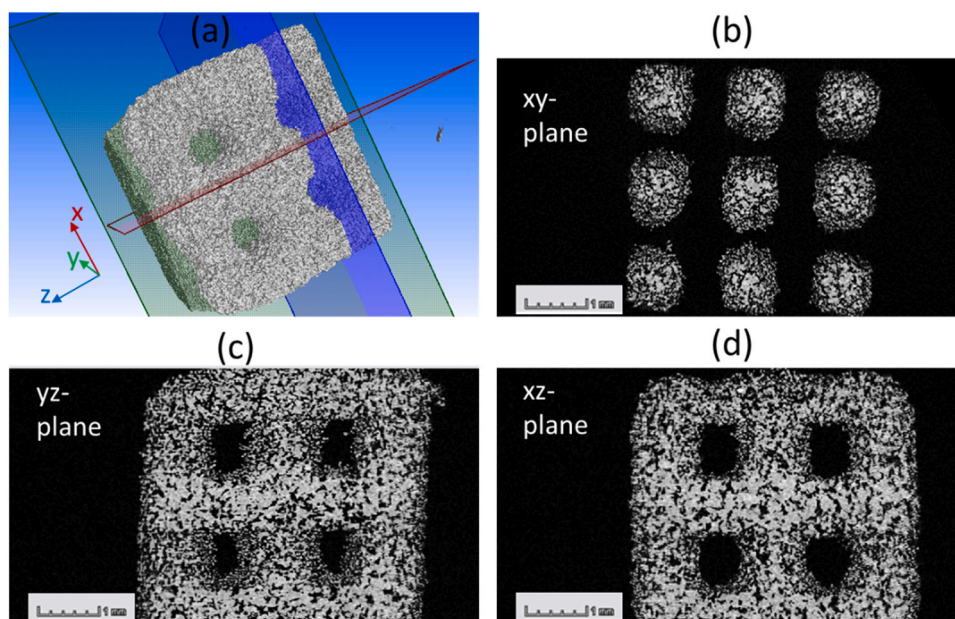 (a)
(b)
x
y
z
xy-
plane
1 mm
(c)
(d)
yz-
plane
1 mm
xz-
plane
1 mm